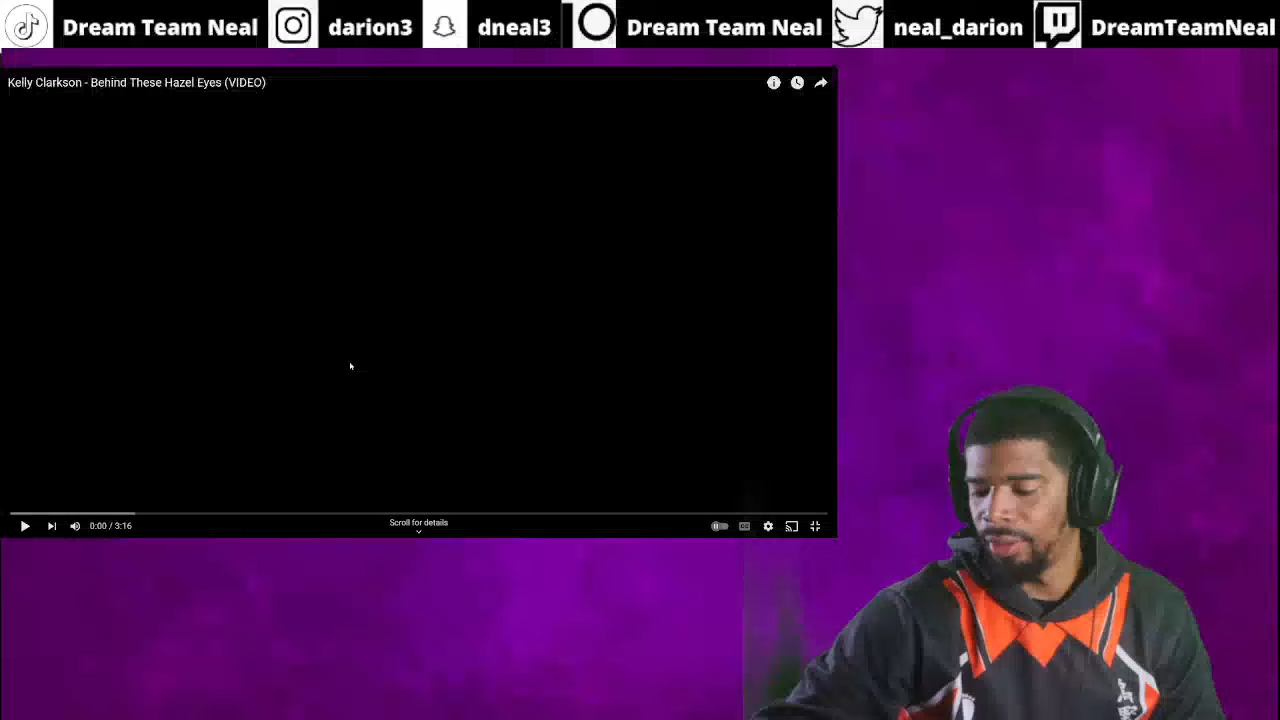 Dream Team Neal darion3 dneal3 Dream Team Neal neal_darion DreamTeamNeal
Kelly Clarkson - Behind These Hazel Eyes (VIDEO)
0:00 / 3:16
Scroll for details